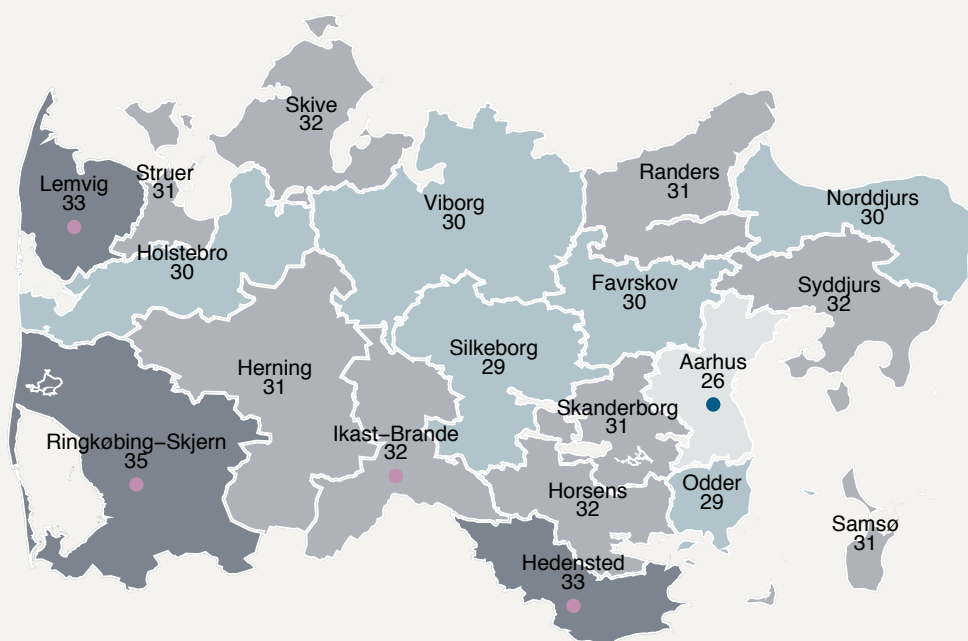 Skive
32
Randers
31
Struer
31
Lemvig
33
Norddjurs
30
Viborg
30
Holstebro
30
Favrskov
30
Syddjurs
32
Silkeborg
29
Aarhus
26
Herning
31
Skanderborg
31
Ikast–Brande
32
Ringkøbing–Skjern
35
Odder
29
Horsens
32
Samsø
31
Hedensted
33